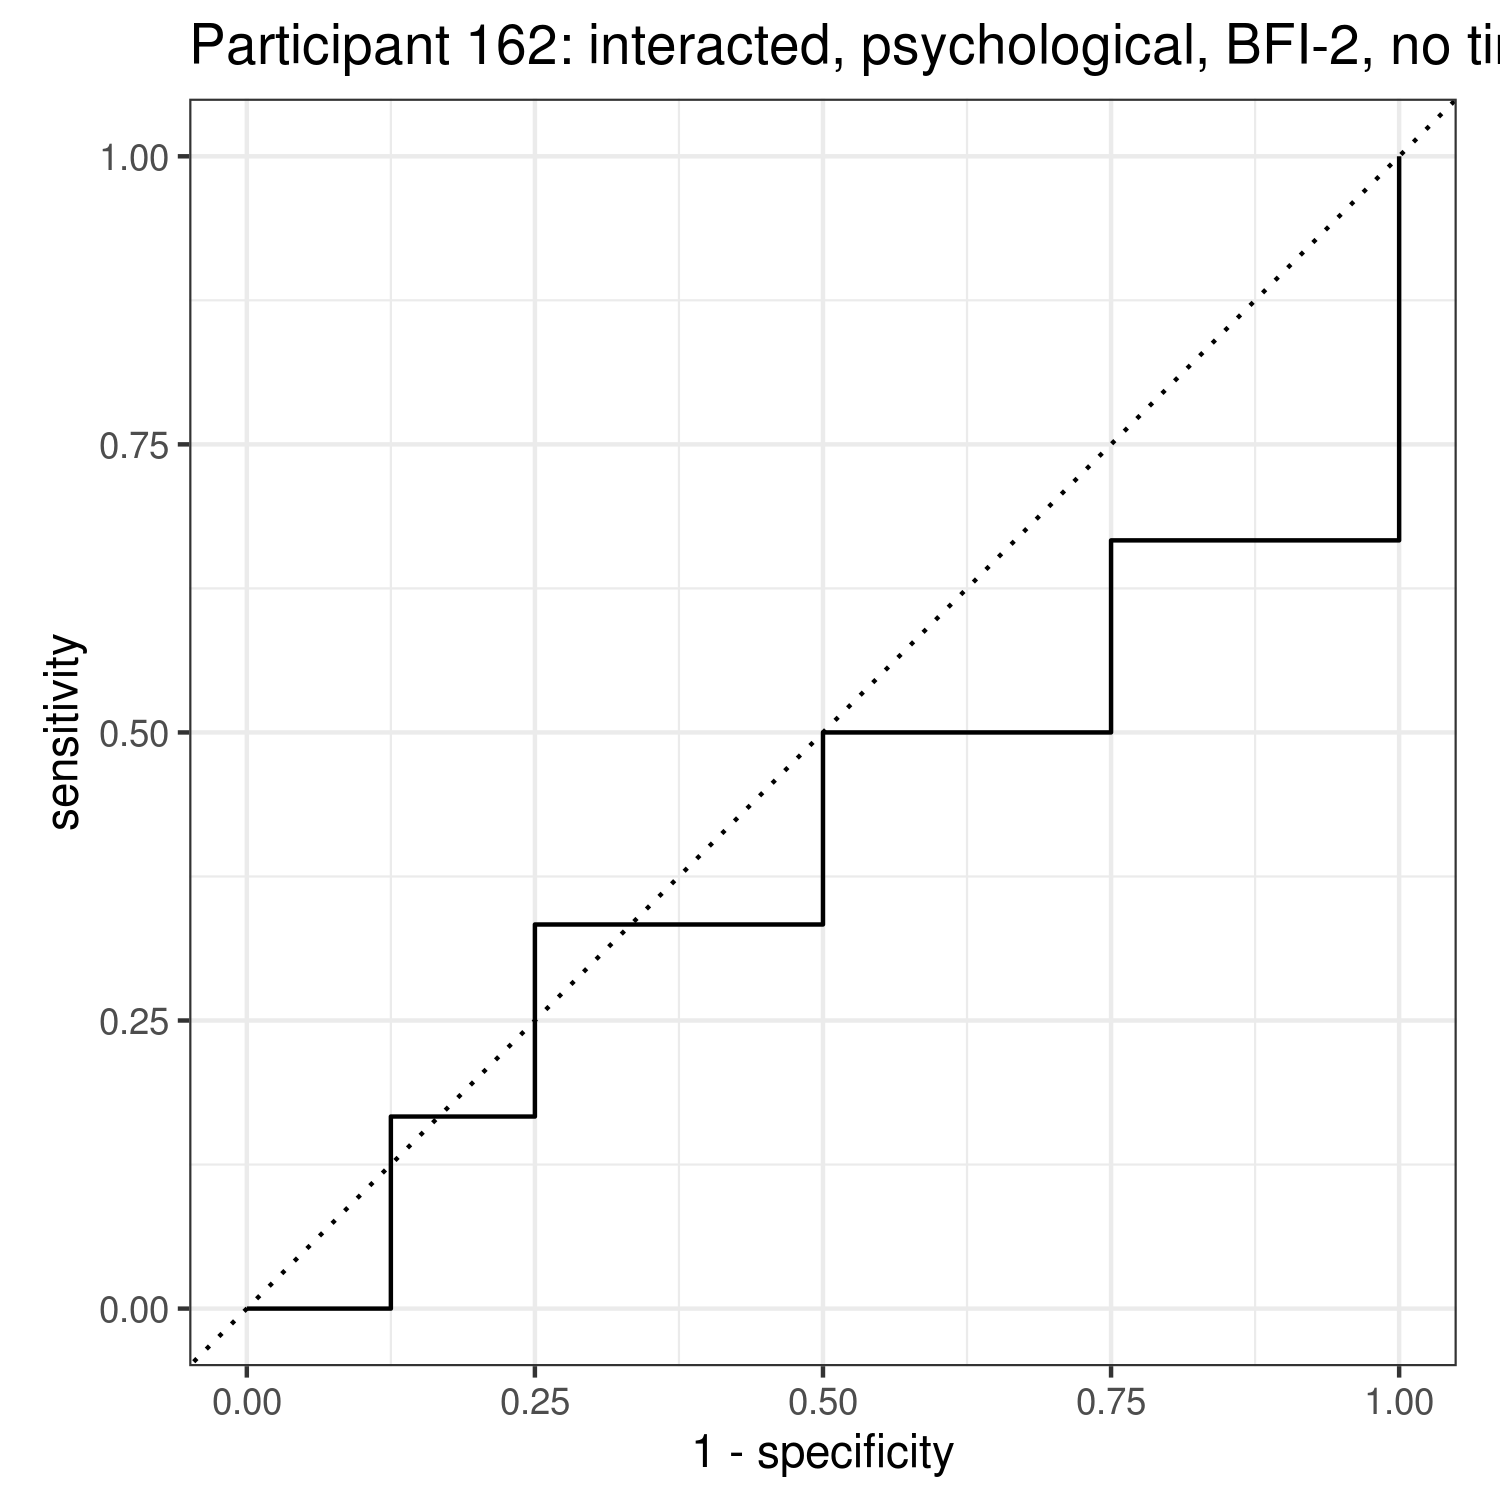 Participant 162: interacted, psychological, BFI-2, no
1.00
0.75
0.50
0.25
0.00
sensitivity
0.00 0.25 0.50 0.75 1.00
1 - specificity